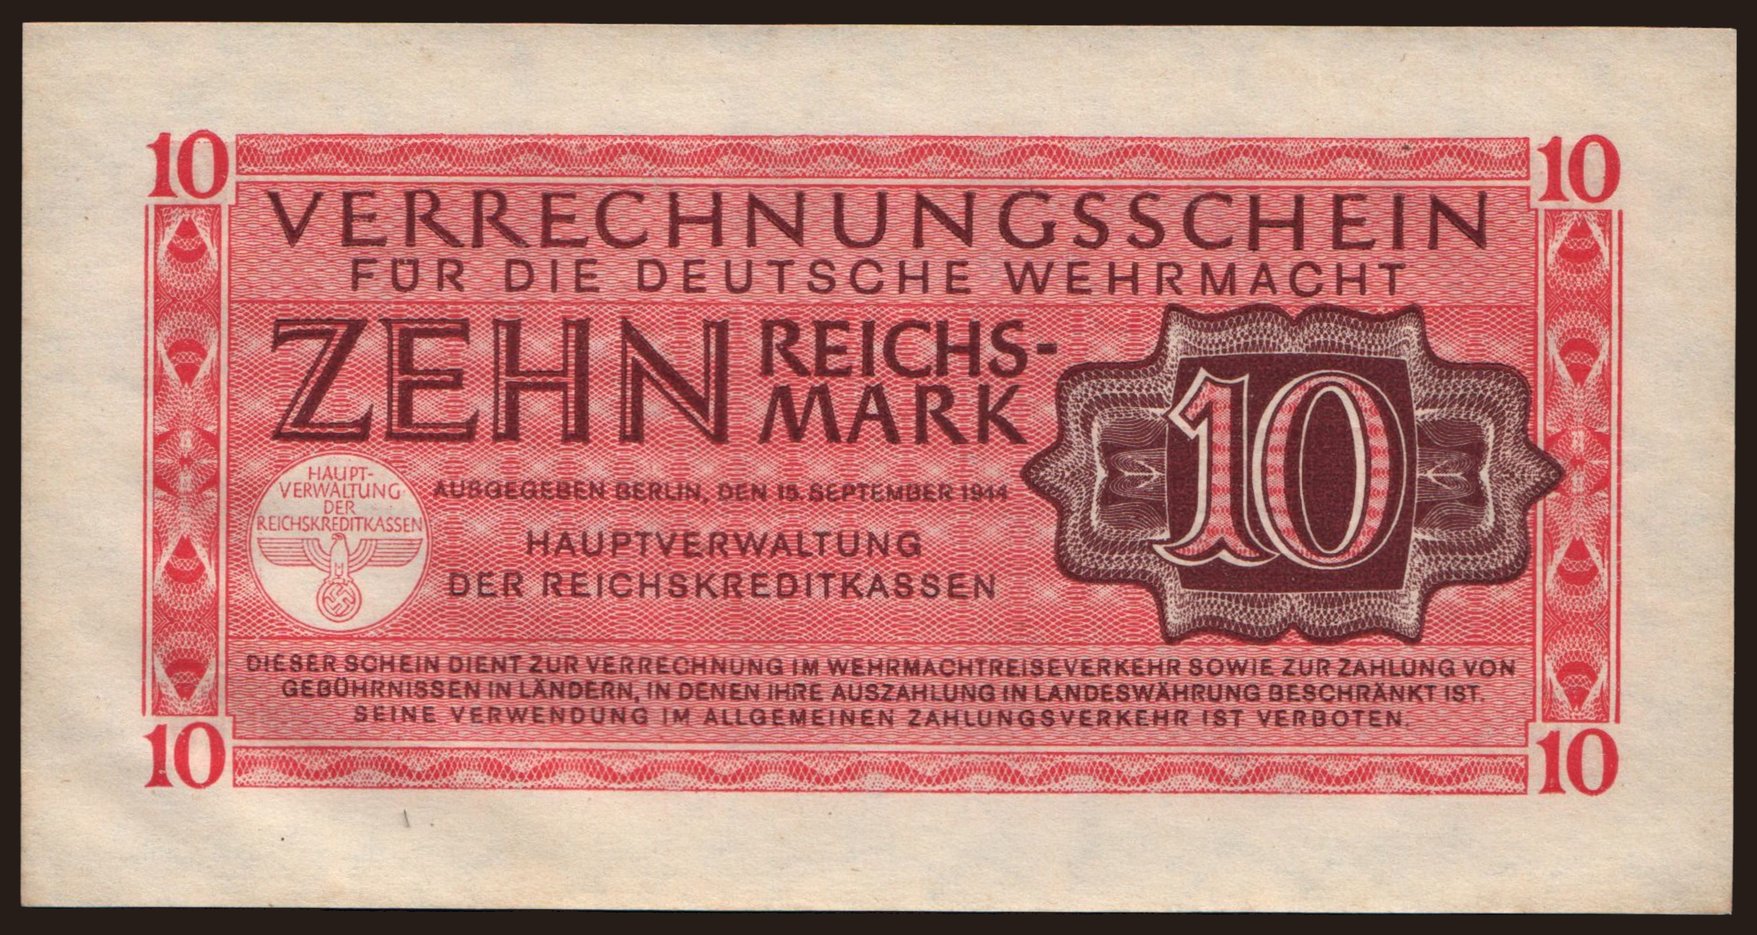 10 10
VERRECHNUNGSSCHEIN
FÜR DIE DEUTSCHE WEHRMACHT
ZEHN REICHS-
MARK
10
HAUPT-
VERWALTUNG
DER
REICHSKREDITKASSEN
AUSGEGEBEN BERLIN, DEN 15. SEPTEMBER 1944
HAUPTVERWALTUNG
DER REICHSKREDITKASSEN
DIESER SCHEIN DIENT ZUR VERRECHNUNG IM WEHRMACHTREISEVERKEHR SOWIE ZUR ZAHLUNG VON
GEBÜHRNISSEN IN LÄNDERN, IN DENEN IHRE AUSZAHLUNG IN LANDESWÄHRUNG BESCHRÄNKT IST.
SEINE VERWENDUNG IM ALLGEMEINEN ZAHLUNGSVERKEHR IST VERBOTEN.
10 10